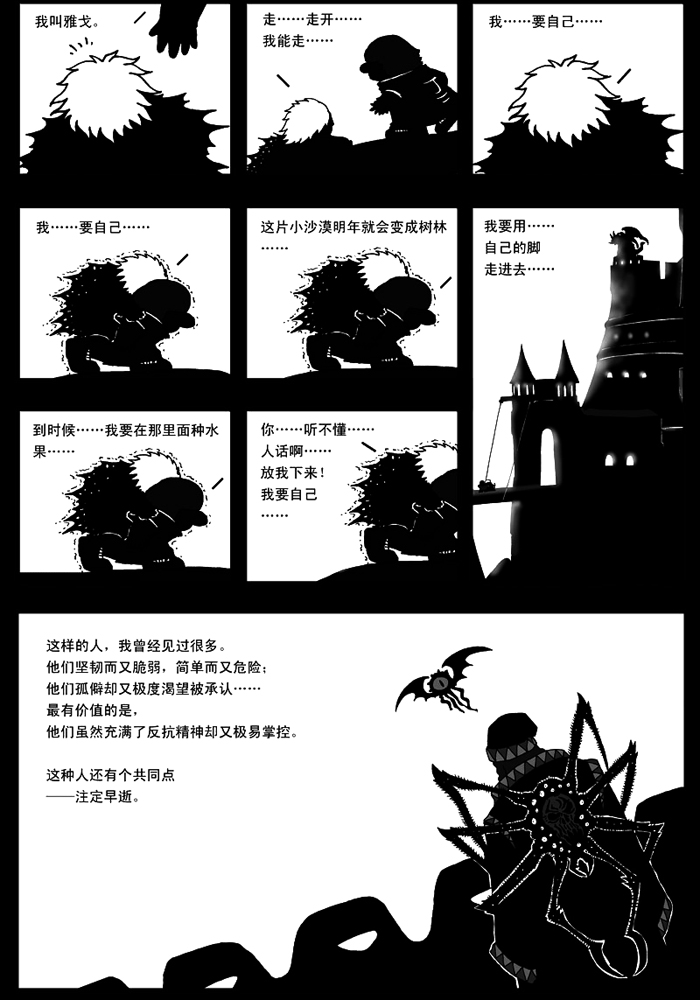 我叫雅戈。
走……走开……
我能走……
我……要自己……
我……要自己……
这片小沙漠明年就会变成树林
……
我要用……
自己的脚
走进去……
到时候……我要在那里面种水
果……
你……听不懂……
人话啊……
放我下来！
我要自己
……
这样的人，我曾经见过很多。
他们坚韧而又脆弱，简单而又危险；
他们孤僻却又极度渴望被承认……
最有价值的是，
他们虽然充满了反抗精神却又极易掌控。
这种人还有个共同点
——注定早逝。